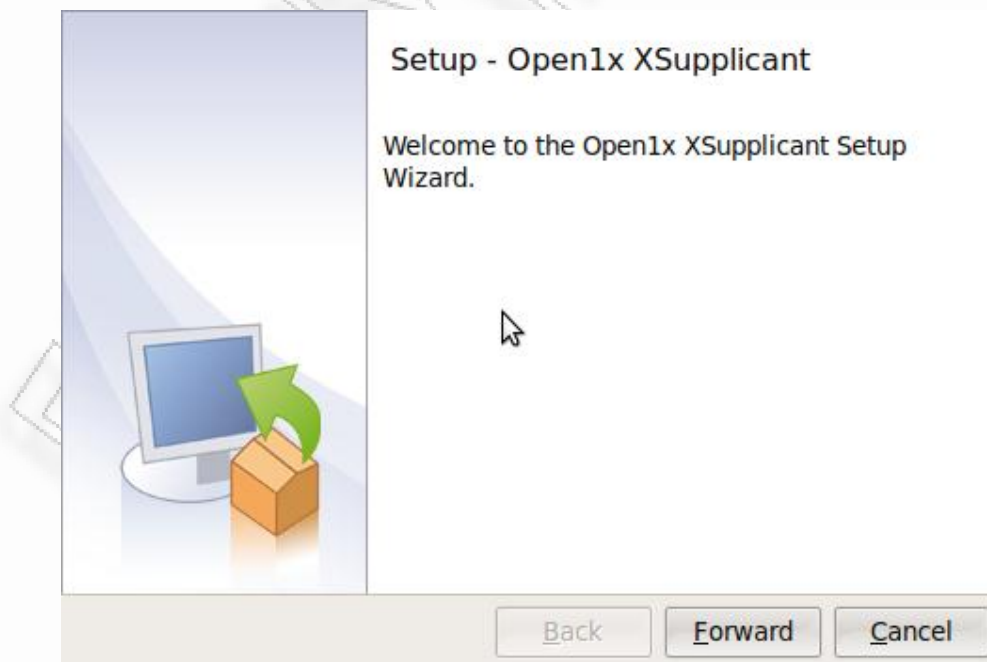 Setup - Open1x XSupplicant
Welcome to the Open1x XSupplicant Setup
Wizard.
Back
Forward
Cancel